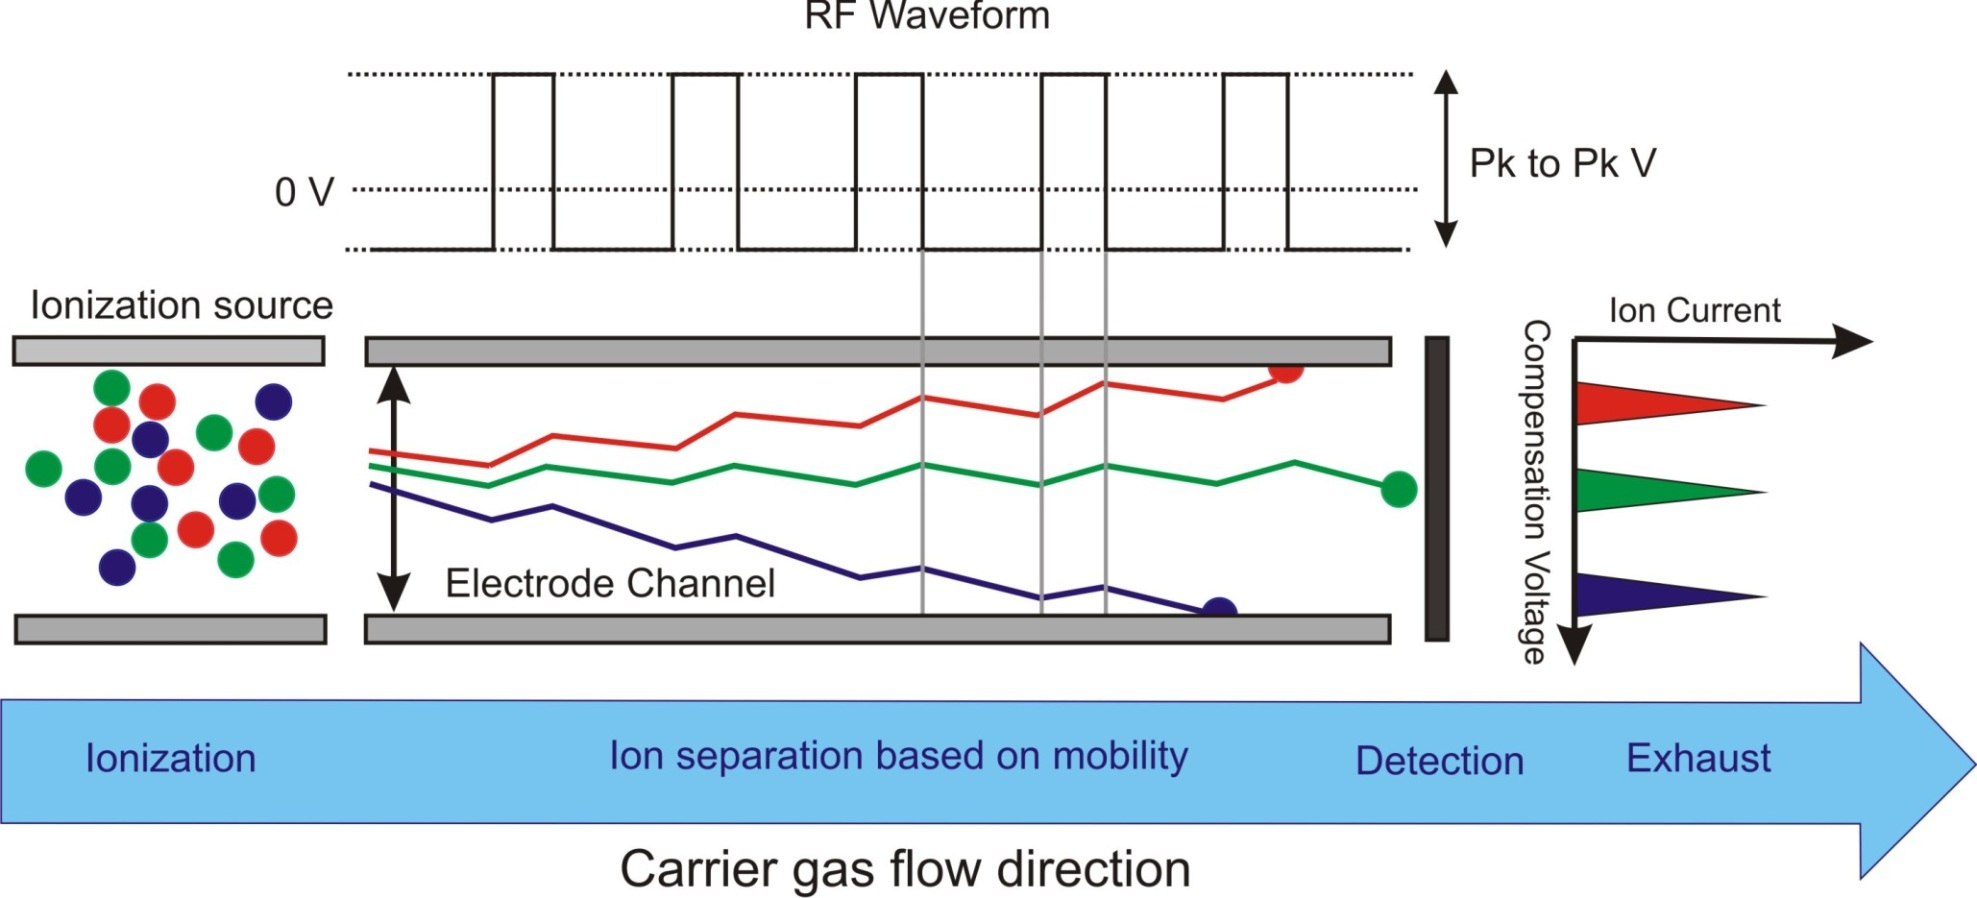 RF Waveform
0 V
Pk to Pk V
Ionization source
Ion Current
Compensation Voltage
Electrode Channel
Ionization
Ion separation based on mobility
Detection
Exhaust
Carrier gas flow direction